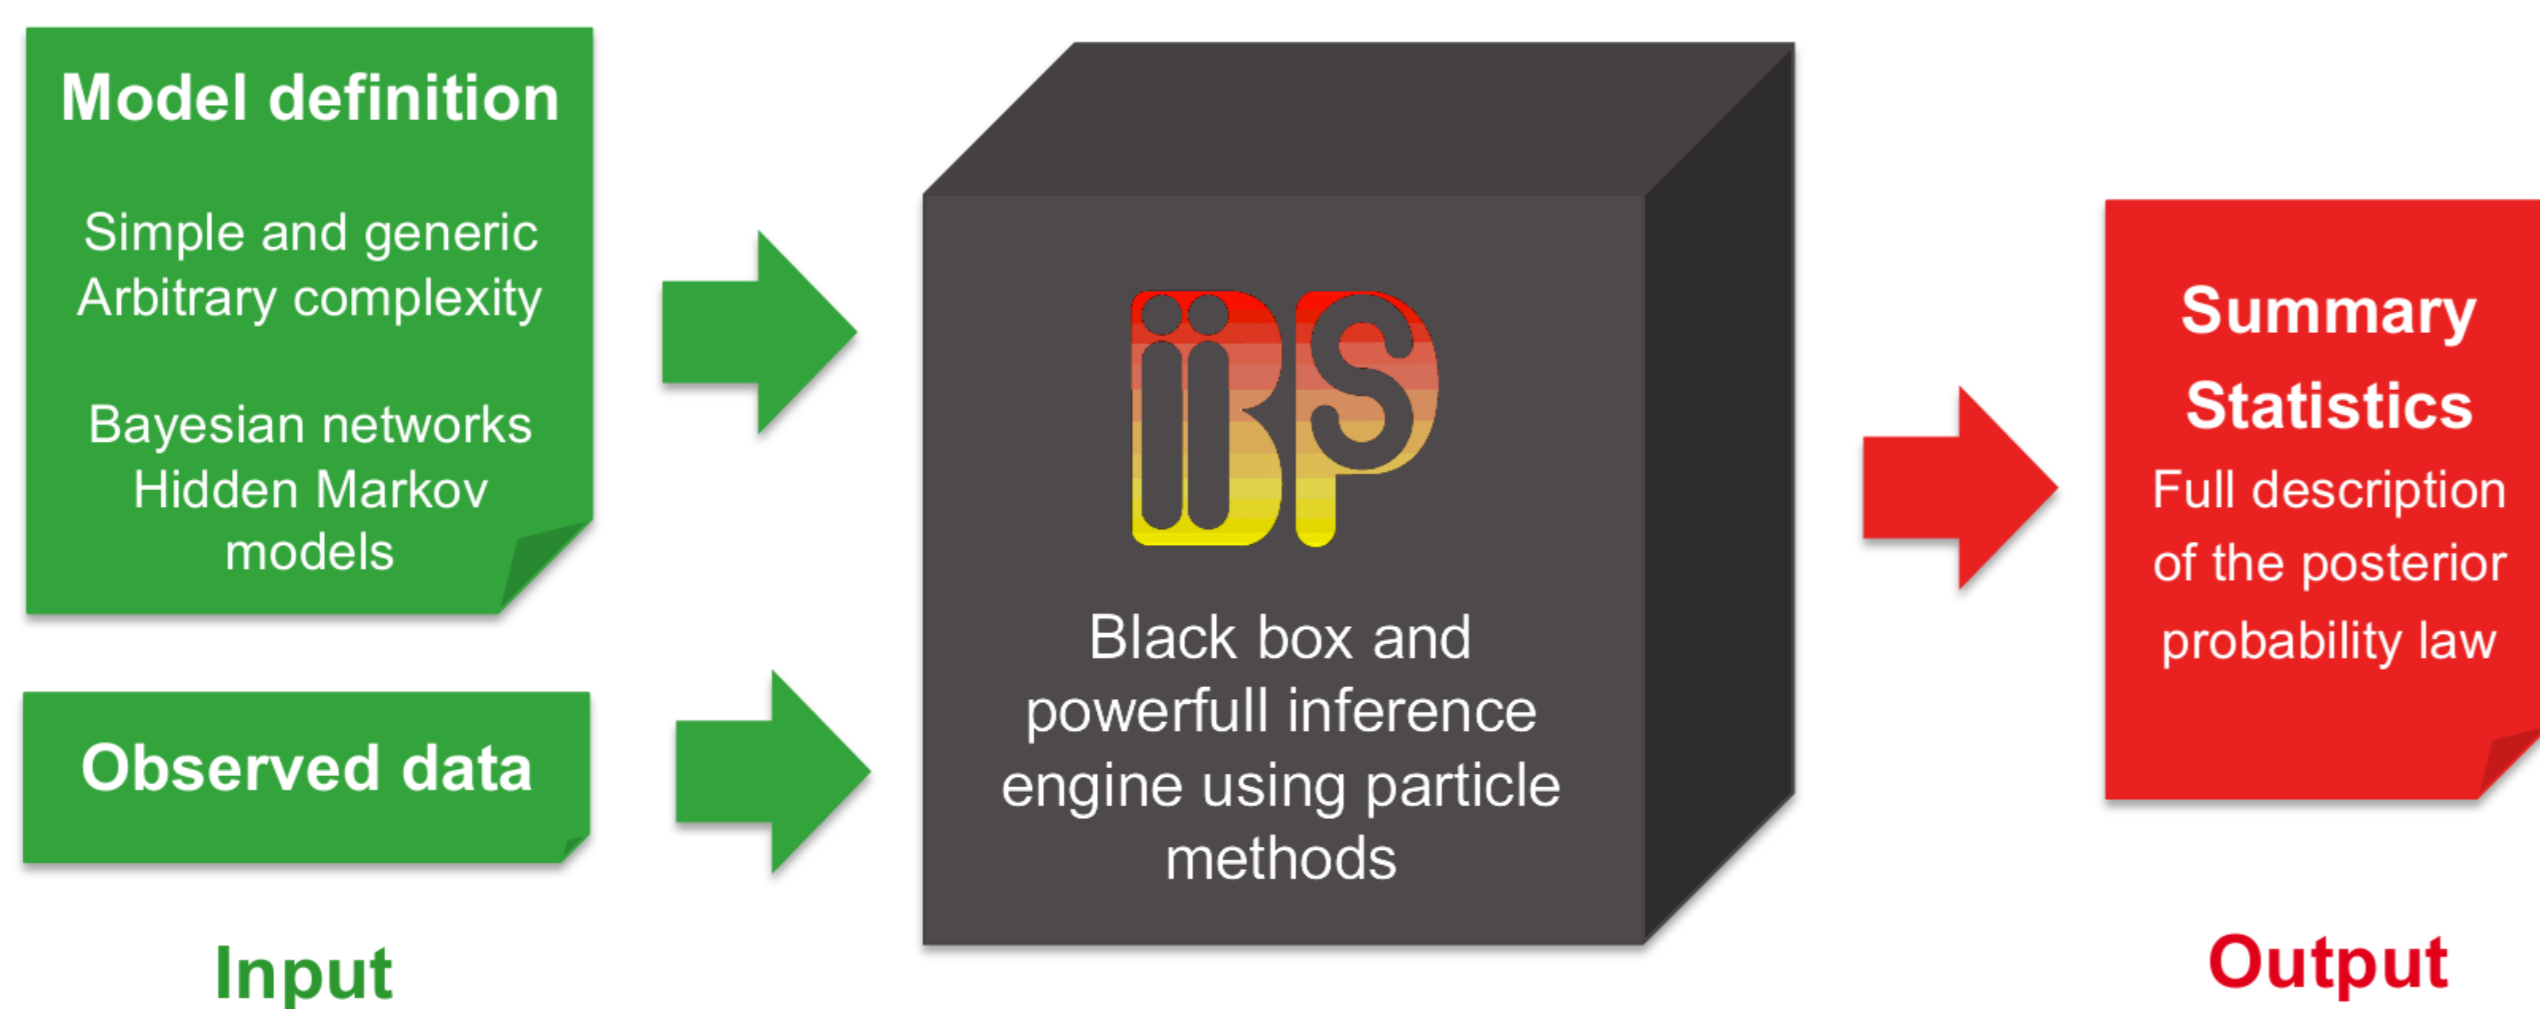 Model definition
Simple and generic
Arbitrary complexity
Bayesian networks
Hidden Markov
models
Observed data
Input
BiiPS
Black box and
powerfull inference
engine using particle
methods
Summary
Statistics
Full description
of the posterior
probability law
Output